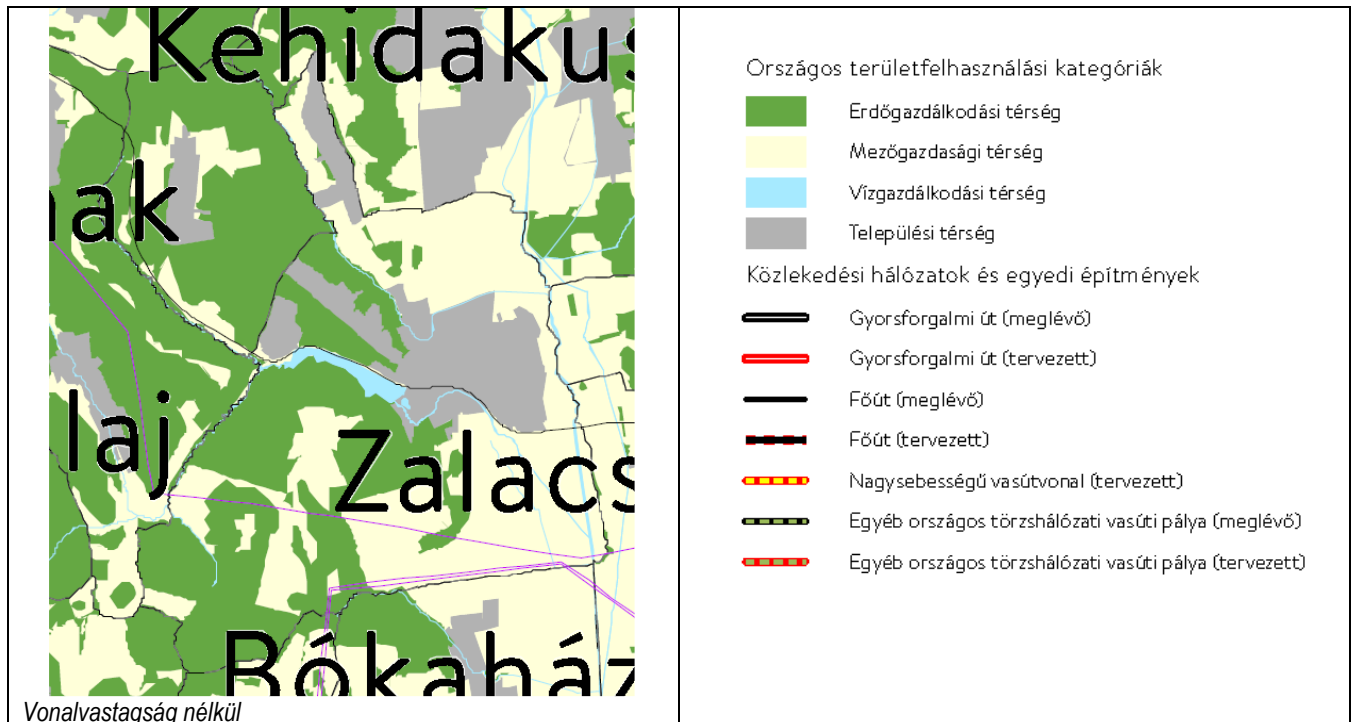 Kehidakus
nak
laj
Zalacs
Bókaház
Vonalvastagság nélkül
Országos területfelhasználási kategóriák
Erdőgazdálkodási térség
Mezőgazdasági térség
Vízgazdálkodási térség
Települési térség
Közlekedési hálózatok és egyedi építmények
Gyorsforgalmi út (meglévő)
Gyorsforgalmi út (tervezett)
Főút (meglévő)
Főút (tervezett)
Nagysebességű vasútvonal (tervezett)
Egyéb országos törzshálózati vasúti pálya (meglévő)
Egyéb országos törzshálózati vasúti pálya (tervezett)